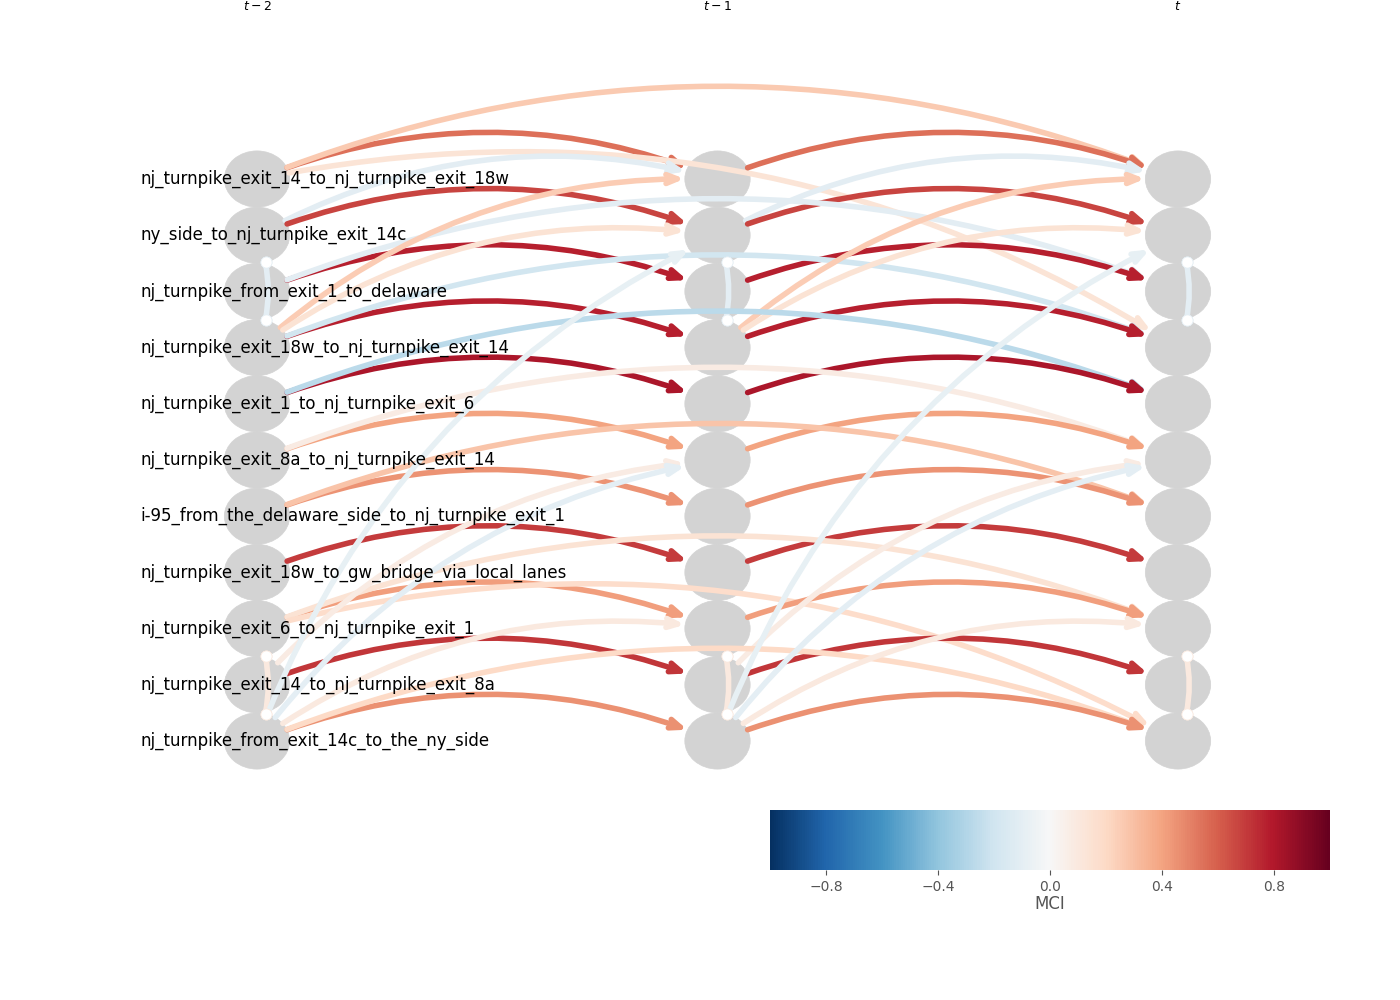 t − 2 t − 1 t
nj_turnpike_exit_14_to_nj_turnpike_exit_18w
ny_side_to_nj_turnpike_exit_14c
nj_turnpike_from_exit_1_to_delaware
nj_turnpike_exit_18w_to_nj_turnpike_exit_14
nj_turnpike_exit_1_to_nj_turnpike_exit_6
nj_turnpike_exit_8a_to_nj_turnpike_exit_14
i-95_from_the_delaware_side_to_nj_turnpike_exit_1
nj_turnpike_exit_18w_to_gw_bridge_via_local_lanes
nj_turnpike_exit_6_to_nj_turnpike_exit_1
nj_turnpike_exit_14_to_nj_turnpike_exit_8a
nj_turnpike_from_exit_14c_to_the_ny_side
−0.8 −0.4 0.0 0.4 0.8
MCI